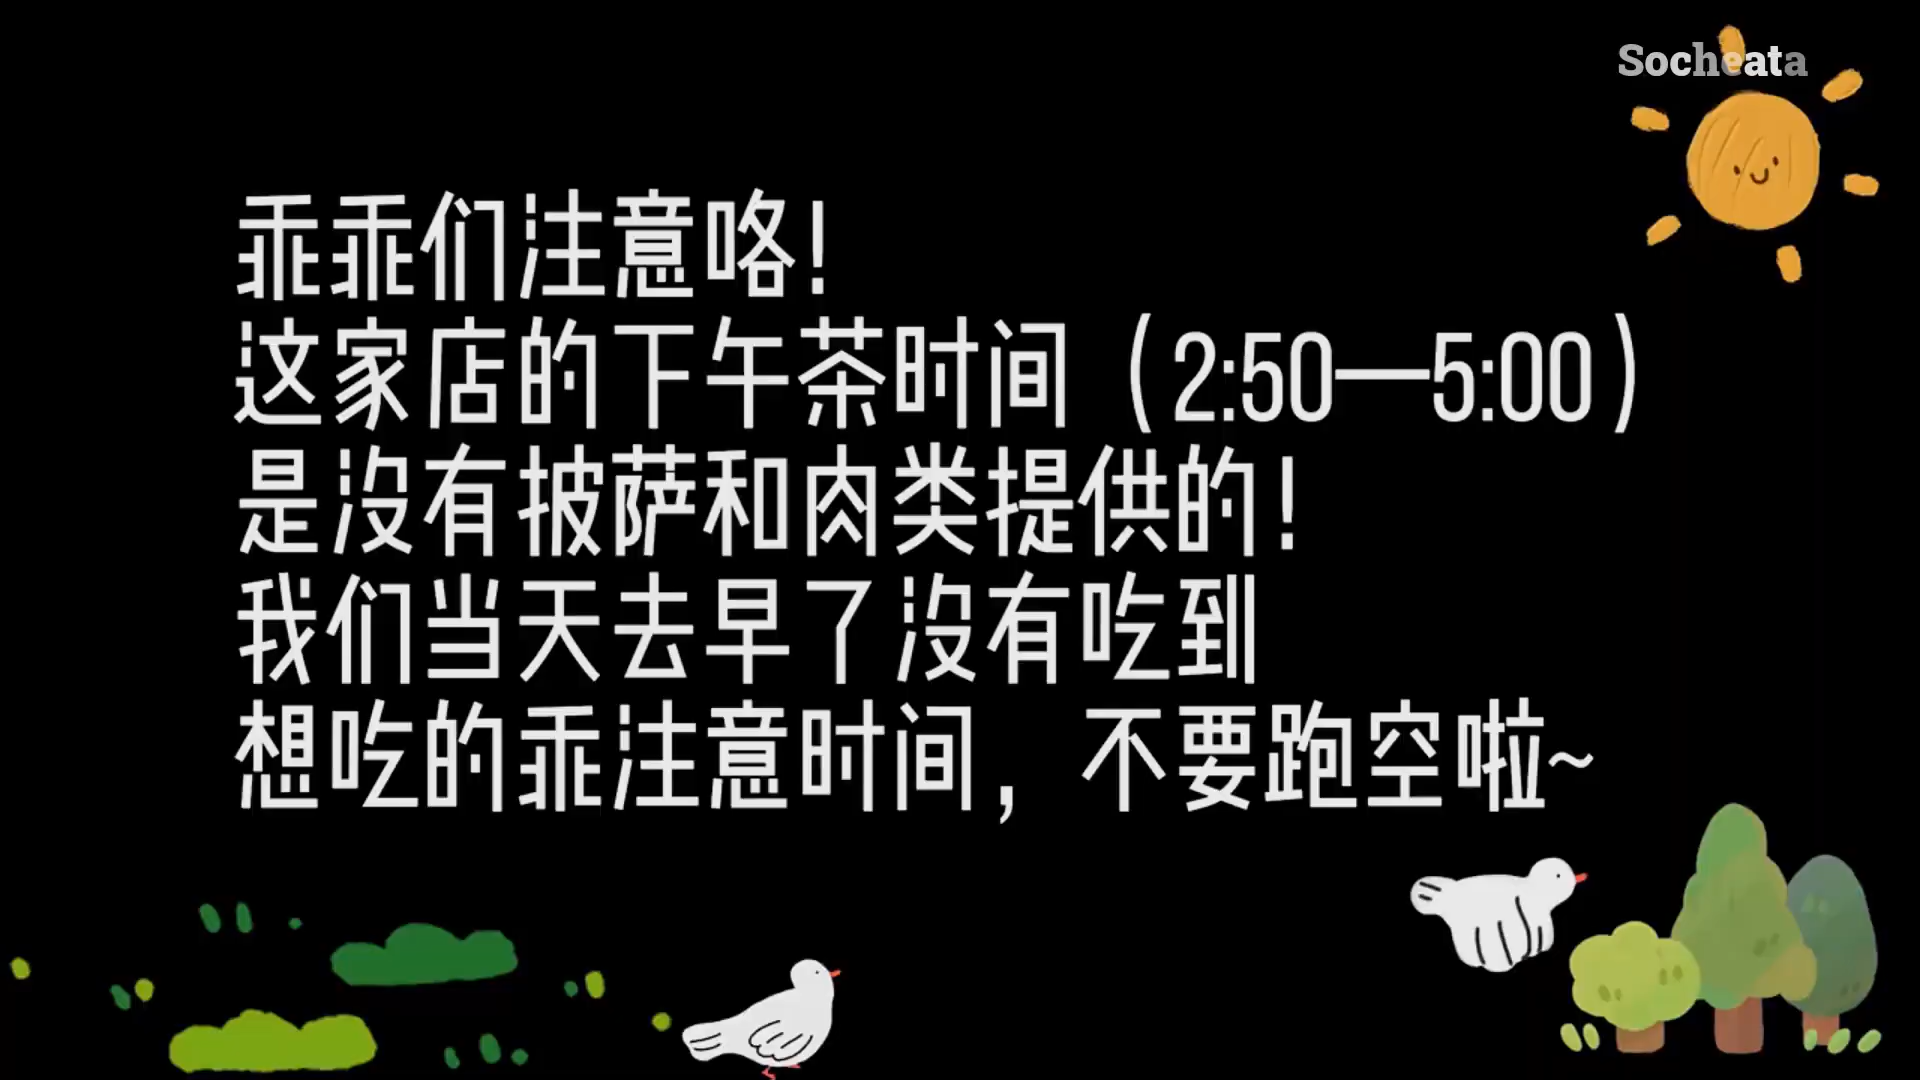 Socheata
乖乖们注意咯!
这家店的下午茶时间（2:50—5:00）
是没有披萨和肉类提供的!
我们当天去早了没有吃到
想吃的乖注意时间，不要跑空啦~